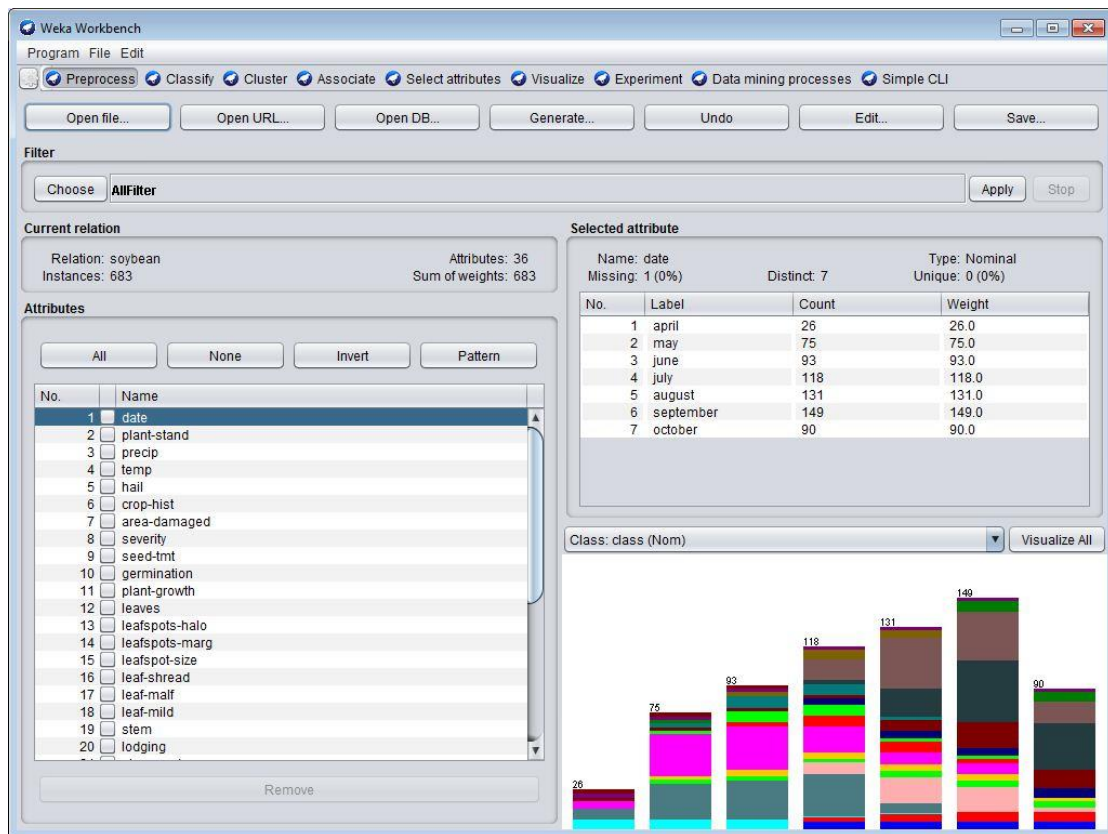 Weka Workbench
Program File Edit
Preprocess Classify Cluster Associate Select attributes Visualize Experiment Data mining processes Simple CLI
Open file... Open URL... Open DB... Generate... Undo Edit... Save...
Filter
Choose AllFilter Apply Stop
Current relation
Relation: soybean Attributes: 36
Instances: 683 Sum of weights: 683
Attributes
All None Invert Pattern
No. Name
1 date
2 plant-stand
3 precip
4 temp
5 hail
6 crop-hist
7 area-damaged
8 severity
9 seed-tmt
10 germination
11 plant-growth
12 leaves
13 leafspots-halo
14 leafspots-marg
15 leafspot-size
16 leaf-shread
17 leaf-malf
18 leaf-mild
19 stem
20 lodging
Remove
Selected attribute
Name: date Type: Nominal
Missing: 1 (0%) Distinct: 7 Unique: 0 (0%)
No. Label Count Weight
1 april 26 26.0
2 may 75 75.0
3 june 93 93.0
4 july 118 118.0
5 august 131 131.0
6 september 149 149.0
7 october 90 90.0
Class: class (Nom) Visualize All
26 75 93 118 131 149 90